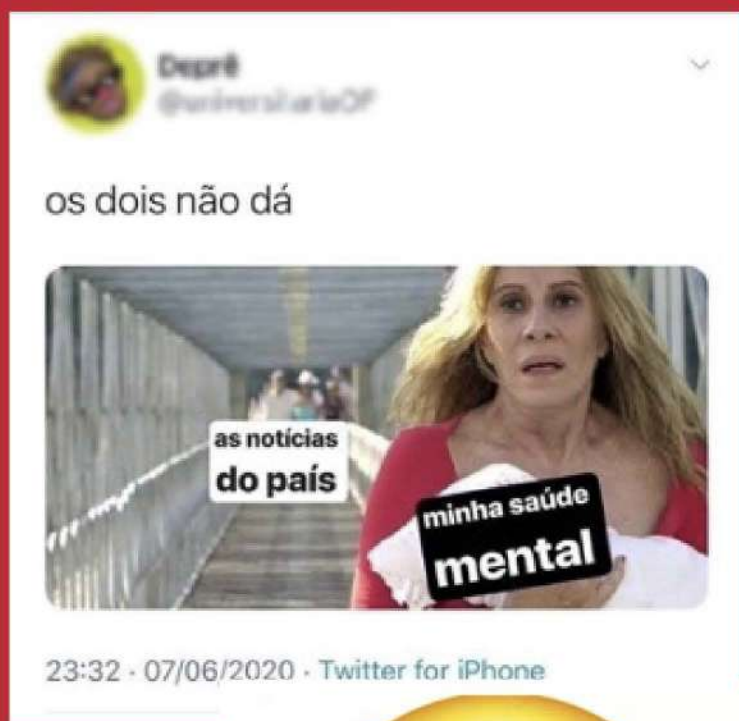 Deprê
os dois não dá
as notícias
do país
minha saúde
mental
23:32 · 07/06/2020 · Twitter for iPhone